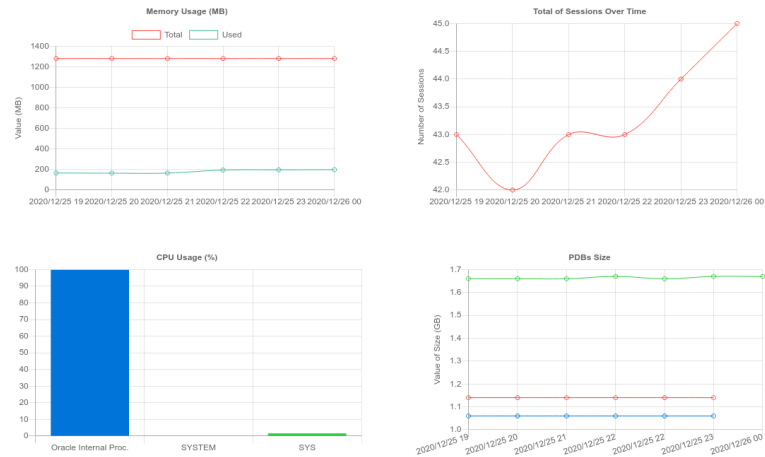 Memory Usage (MB)
Total Used
Value (MB)
1400
1200
1000
800
600
400
200
0
2020/12/25 19 2020/12/25 20 2020/12/25 21 2020/12/25 22 2020/12/25 23 2020/12/26 00
Total of Sessions Over Time
Number of Sessions
45.0
44.0
43.5
43.0
42.5
42.0
2020/12/25 19 2020/12/25 20 2020/12/25 21 2020/12/25 22 2020/12/25 23 2020/12/26 00
CPU Usage (%)
100
90
80
70
60
50
40
30
20
10
0
Oracle Internal Proc. SYSTEM SYS
PDBs Size
Value of Size (GB)
1.7
1.6
1.5
1.4
1.3
1.2
1.1
1.0
2020/12/25 19 2020/12/25 20 2020/12/25 21 2020/12/25 22 2020/12/25 22 2020/12/25 23 2020/12/26 00